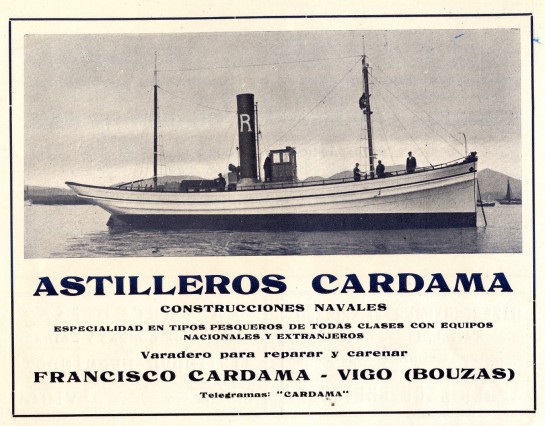 R
ASTILLEROS CARDAMA
CONSTRUCCIONES NAVALES
ESPECIALIDAD EN TIPOS PESQUEROS DE TODAS CLASES CON EQUIPOS
NACIONALES Y EXTRANJEROS
Varadero para reparar y carenar
FRANCISCO CARDAMA - VIGO (BOUZAS)
Telegramas: "CARDAMA"